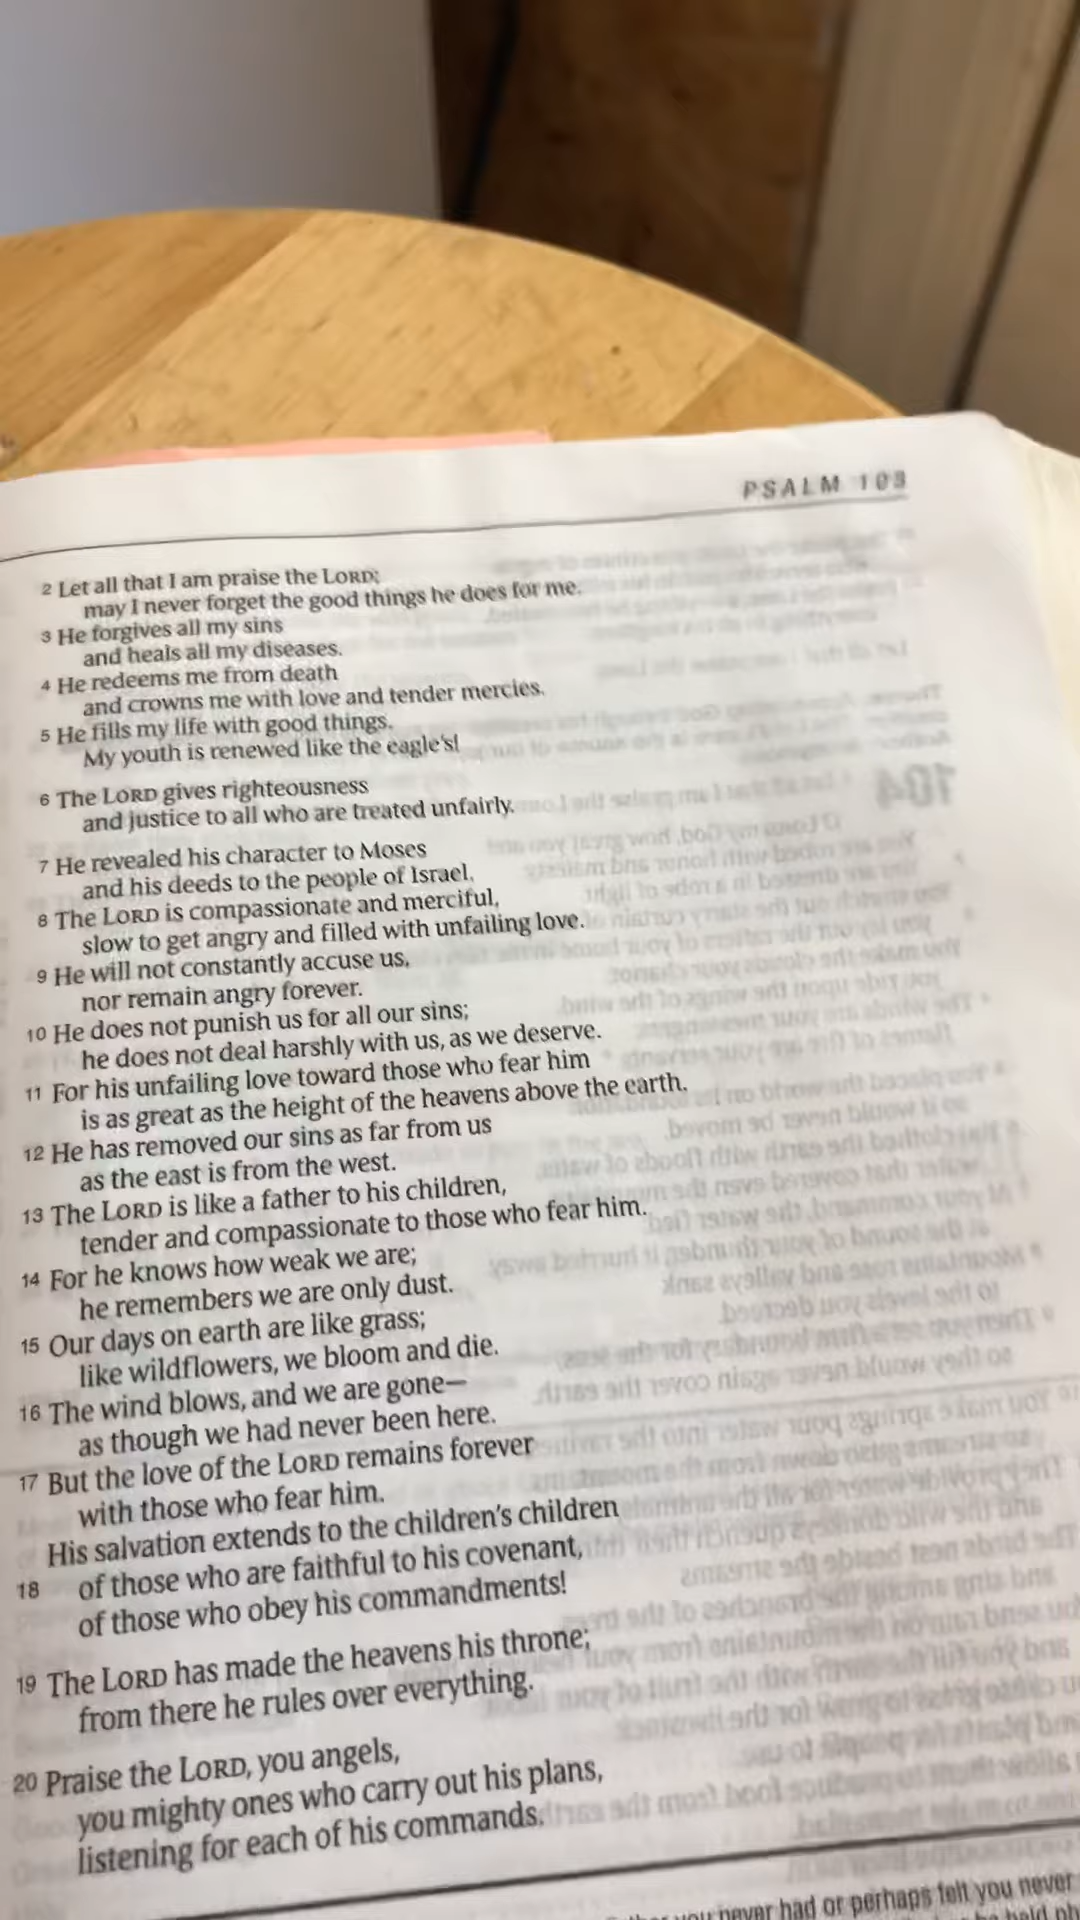 PSALM 103
2 Let all that I am praise the LORD;
may I never forget the good things he does for me.
3 He forgives all my sins
and heals all my diseases.
4 He redeems me from death
and crowns me with love and tender mercies.
5 He fills my life with good things.
My youth is renewed like the eagle's!
6 The LORD gives righteousness
and justice to all who are treated unfairly.
7 He revealed his character to Moses
and his deeds to the people of Israel.
8 The LORD is compassionate and merciful,
slow to get angry and filled with unfailing love.
9 He will not constantly accuse us,
nor remain angry forever.
10 He does not punish us for all our sins;
he does not deal harshly with us, as we deserve.
11 For his unfailing love toward those who fear him
is as great as the height of the heavens above the earth.
12 He has removed our sins as far from us
as the east is from the west.
13 The LORD is like a father to his children,
tender and compassionate to those who fear him.
14 For he knows how weak we are;
he remembers we are only dust.
15 Our days on earth are like grass;
like wildflowers, we bloom and die.
16 The wind blows, and we are gone—
as though we had never been here.
17 But the love of the LORD remains forever
with those who fear him.
His salvation extends to the children's children
18 of those who are faithful to his covenant,
of those who obey his commandments!
19 The LORD has made the heavens his throne;
from there he rules over everything.
20 Praise the LORD, you angels,
you mighty ones who carry out his plans,
listening for each of his commands.
you never had or perhaps felt you never